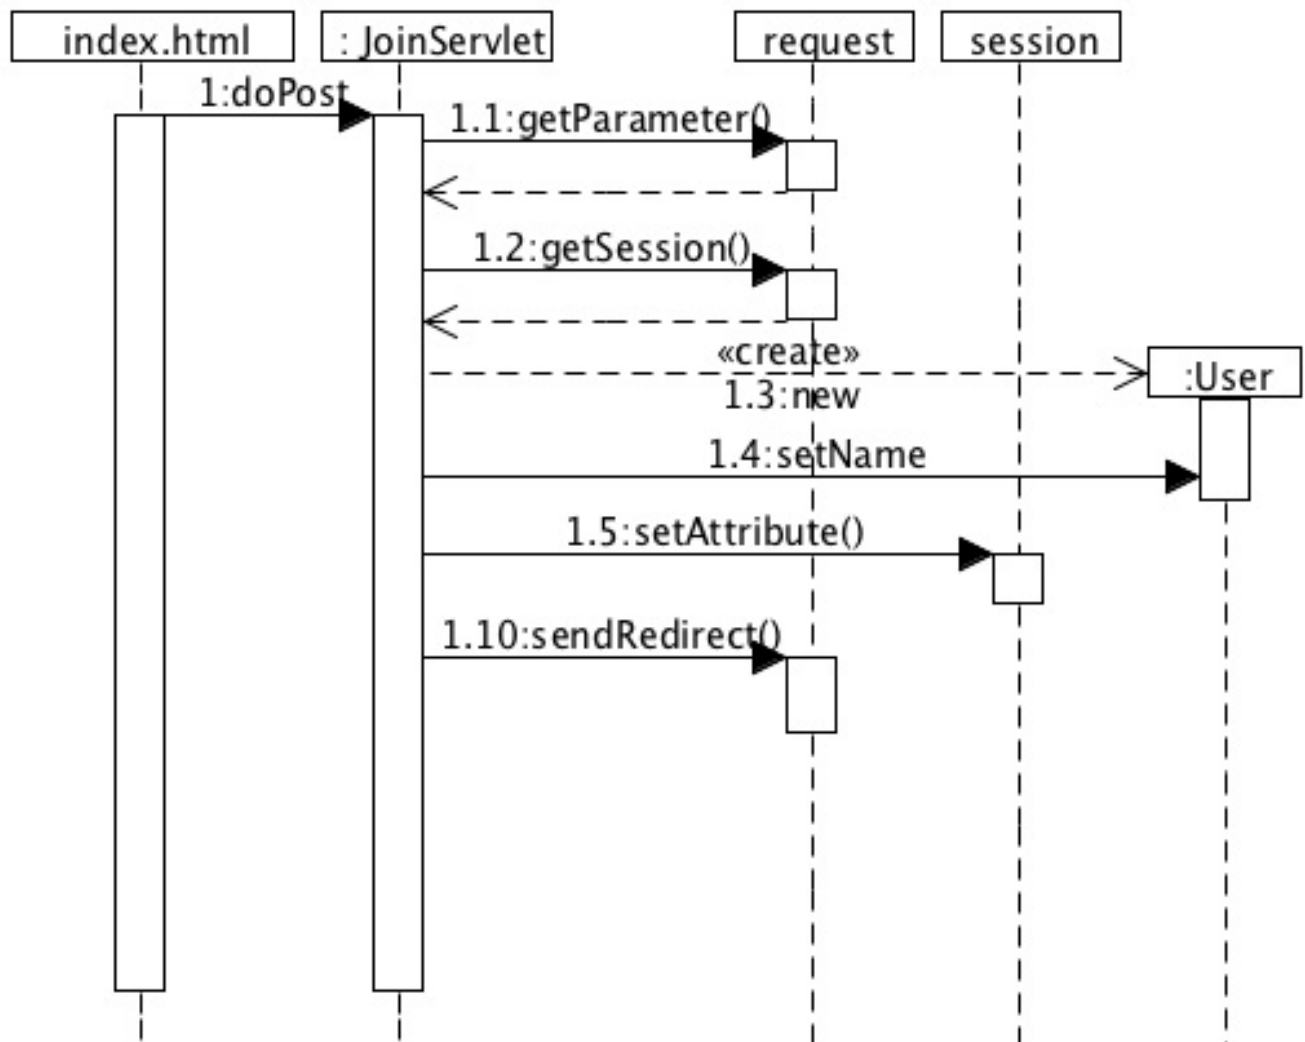 index.html
: JoinServlet
request
session
1:doPost
1.1:getParameter()
1.2:getSession()
«create»
:User
1.3:new
1.4:setName
1.5:setAttribute()
1.10:sendRedirect()